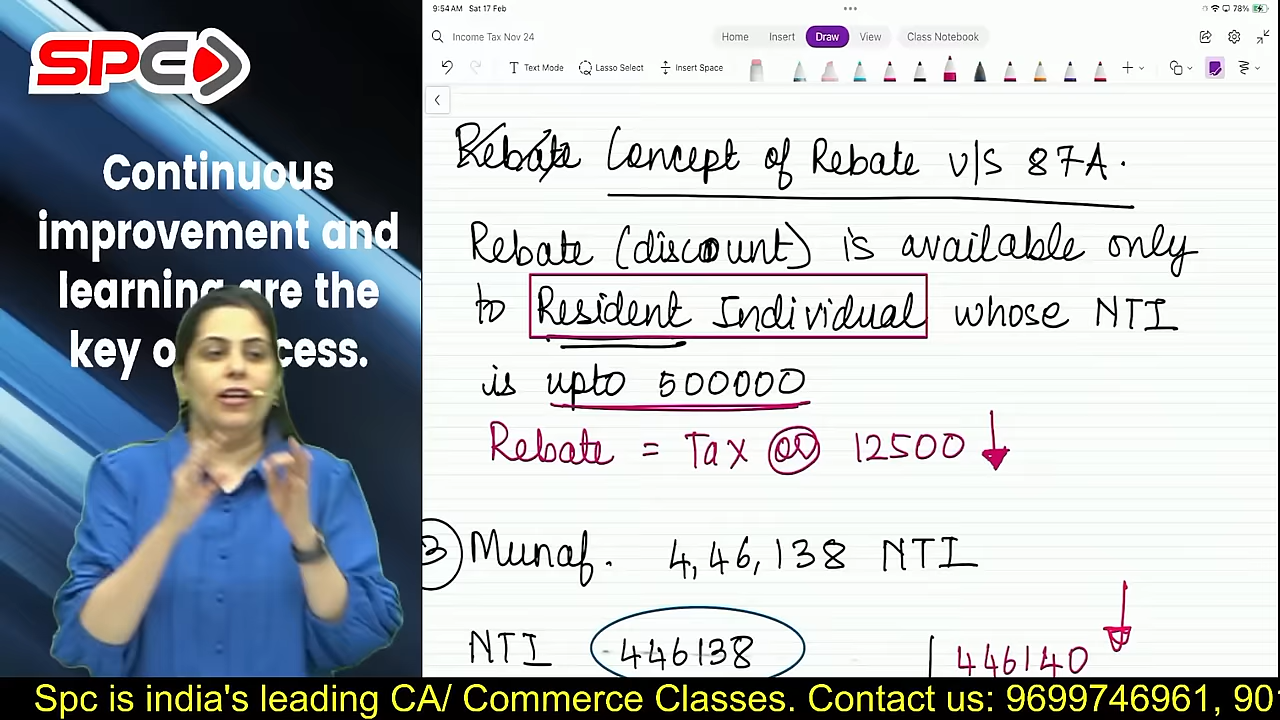 9:54 AM Sat 17 Feb
78%
SPC
Income Tax Nov 24
Home Insert Draw View Class Notebook
Text Mode Lasso Select Insert Space
Continuous
improvement and
learning are the
key o cess.
Concept of Rebate v/s 87A.
Rebate (discount) is available only
to Resident Individual whose NTI
is upto 500000
Rebate = Tax or 12500 ↓
3 Munaf. 4,46,138 NTI
NTI 446138 446140
Spc is india's leading CA/ Commerce Classes. Contact us: 9699746961, 90